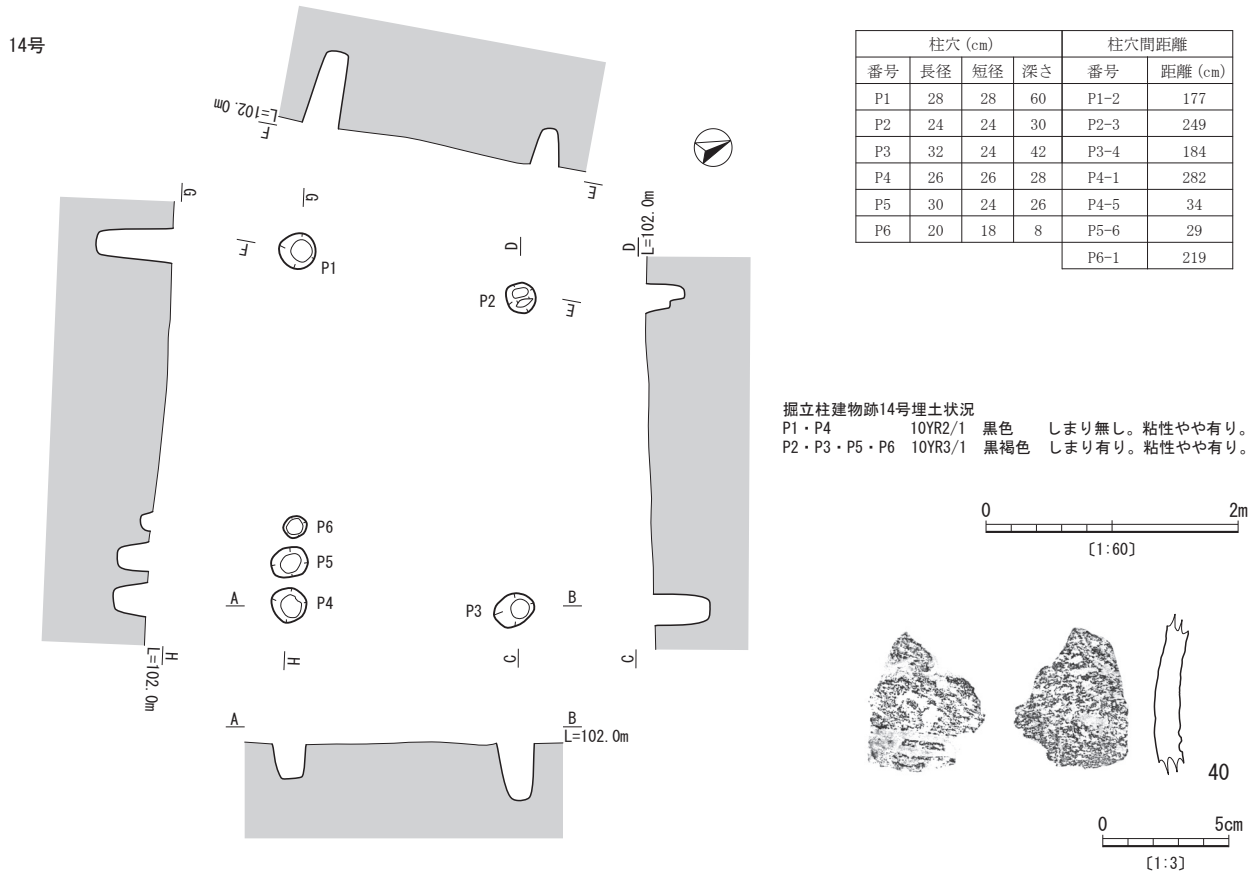 14号
柱穴(cm) 柱穴間距離
番号 長径 短径 深さ 番号 距離(cm)
P1 28 28 60 P1-2 177
P2 24 24 30 P2-3 249
P3 32 24 42 P3-4 184
P4 26 26 28 P4-1 282
P5 30 24 26 P4-5 34
P6 20 18 8 P5-6 29
P6-1 219
L=102.0m
F
E
G
G
F
P1
D
D
L=102.0m
P2
E
掘立柱建物跡14号埋土状況
P1・P4 10YR2/1 黒色 しまり無し。粘性やや有り。
P2・P3・P5・P6 10YR3/1 黒褐色 しまり有り。粘性やや有り。
0 2m
〔1:60〕
P6
P5
A P4 P3 B
H
L=102.0m
H
C
C
A B
L=102.0m
40
0 5cm
〔1:3〕